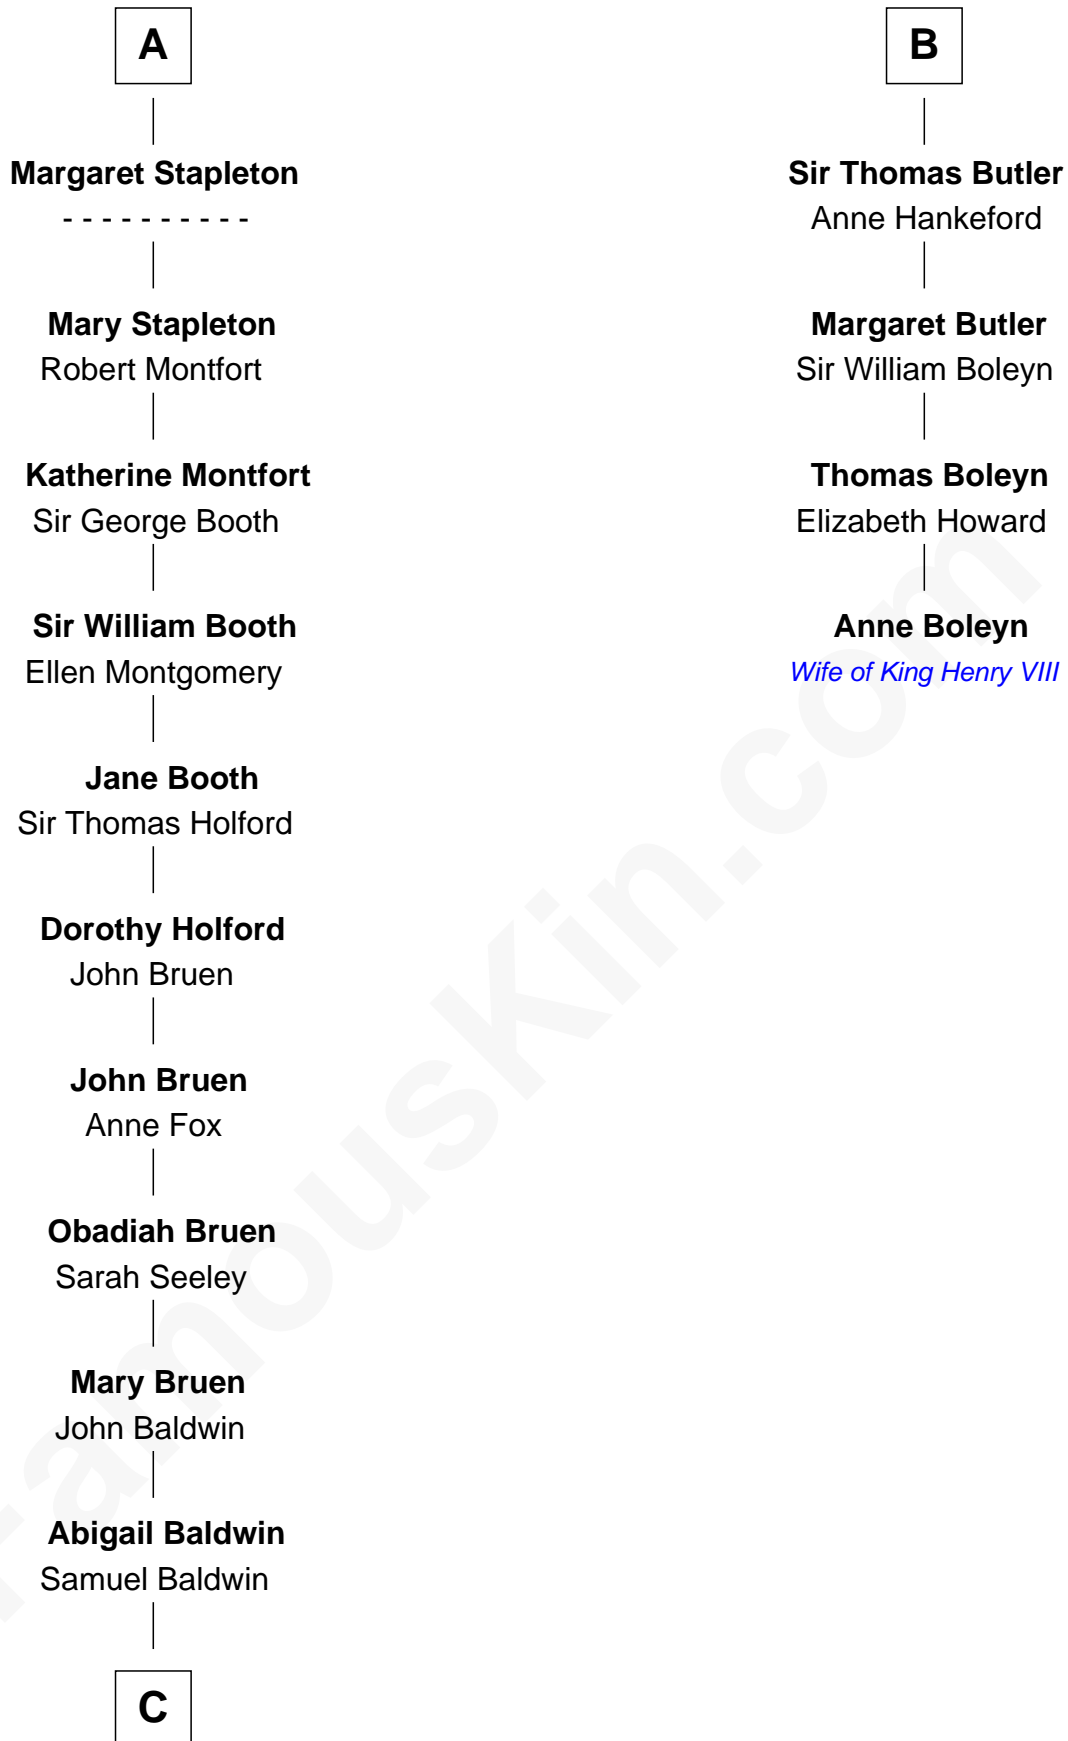 A
Margaret Stapleton
- - - - - - - - - -
Mary Stapleton
Robert Montfort
Katherine Montfort
Sir George Booth
Sir William Booth
Ellen Montgomery
Jane Booth
Sir Thomas Holford
Dorothy Holford
John Bruen
John Bruen
Anne Fox
Obadiah Bruen
Sarah Seeley
Mary Bruen
John Baldwin
Abigail Baldwin
Samuel Baldwin
C
B
Sir Thomas Butler
Anne Hankeford
Margaret Butler
Sir William Boleyn
Thomas Boleyn
Elizabeth Howard
Anne Boleyn
Wife of King Henry VIII
FamousKin.com